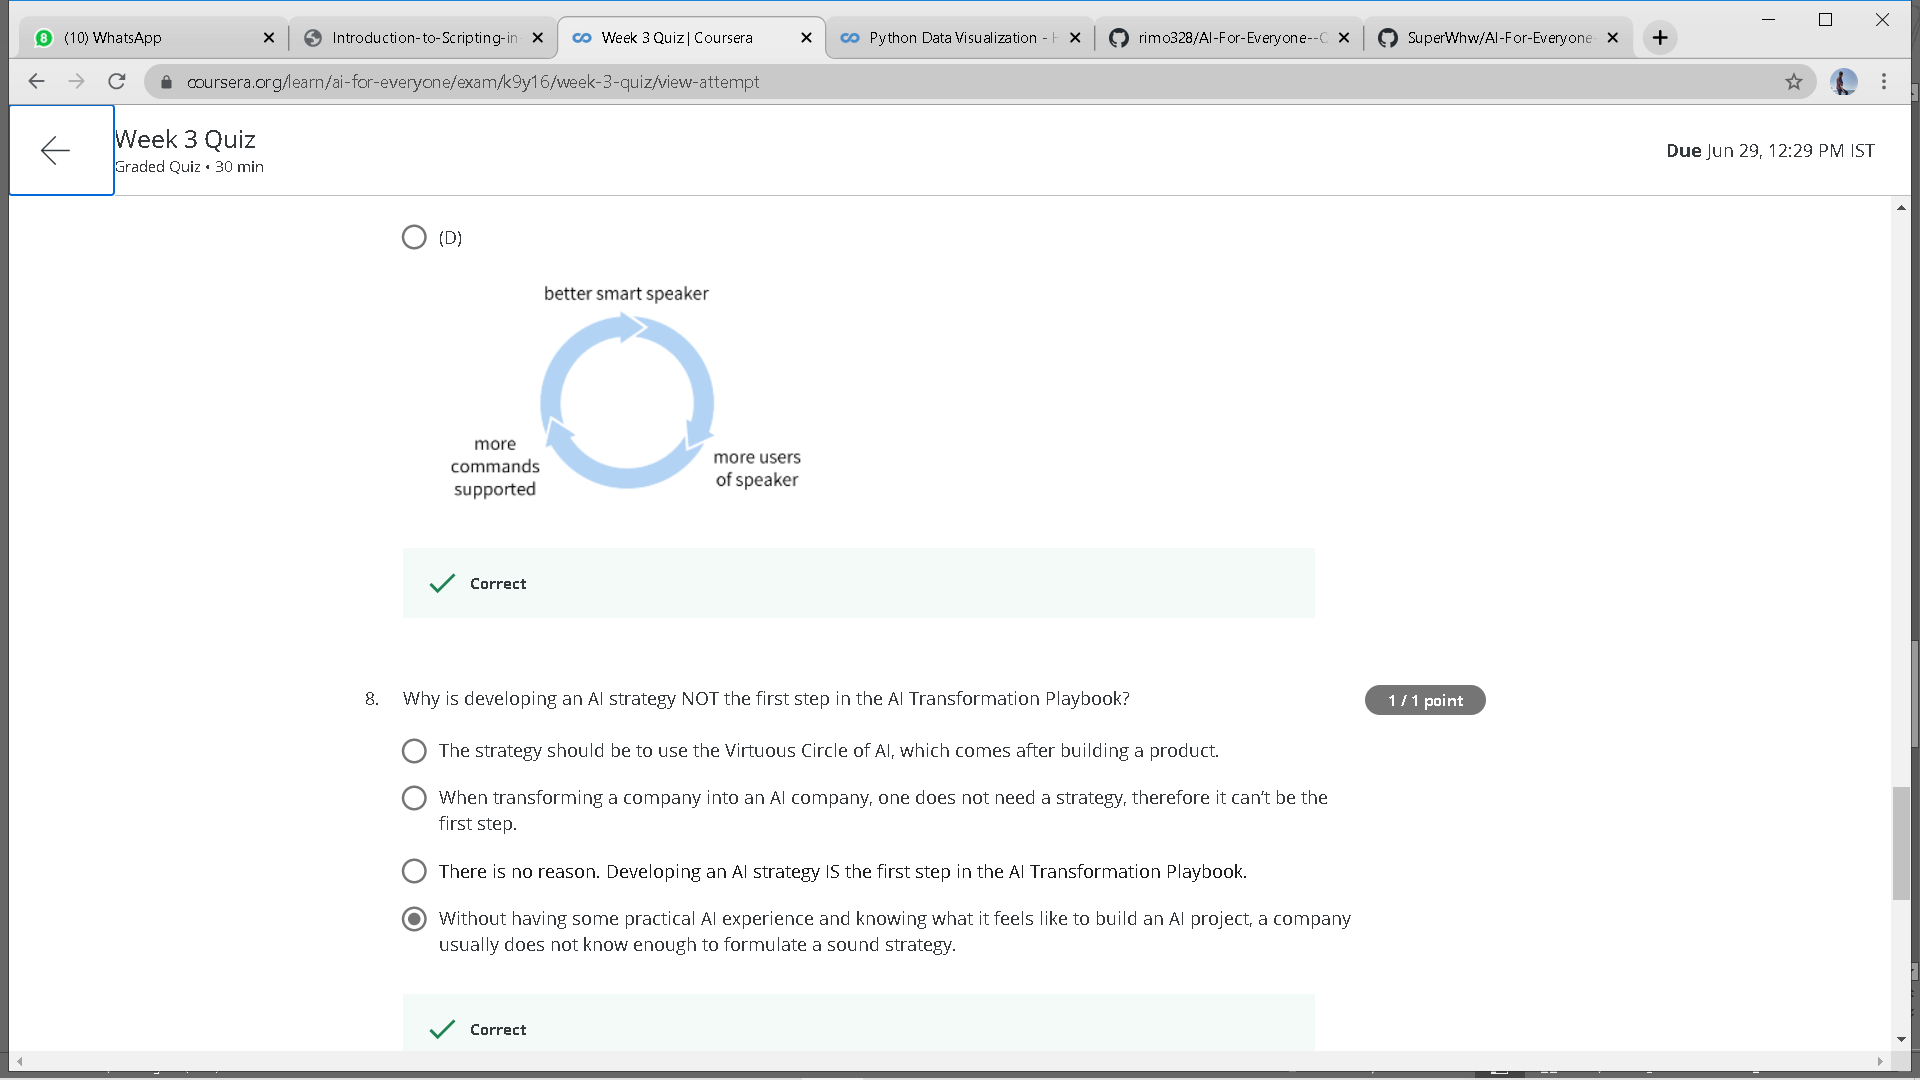 (10) WhatsApp
Introduction-to-Scripting-in
Week 3 Quiz | Coursera
Python Data Visualization - H
rimo328/AI-For-Everyone--C
SuperWhw/AI-For-Everyone
coursera.org/learn/ai-for-everyone/exam/k9y16/week-3-quiz/view-attempt
Week 3 Quiz
Graded Quiz • 30 min
Due Jun 29, 12:29 PM IST
(D)
better smart speaker
more users
of speaker
more
commands
supported
Correct
8. Why is developing an AI strategy NOT the first step in the AI Transformation Playbook?
1 / 1 point
The strategy should be to use the Virtuous Circle of AI, which comes after building a product.
When transforming a company into an AI company, one does not need a strategy, therefore it can’t be the
first step.
There is no reason. Developing an AI strategy IS the first step in the AI Transformation Playbook.
Without having some practical AI experience and knowing what it feels like to build an AI project, a company
usually does not know enough to formulate a sound strategy.
Correct